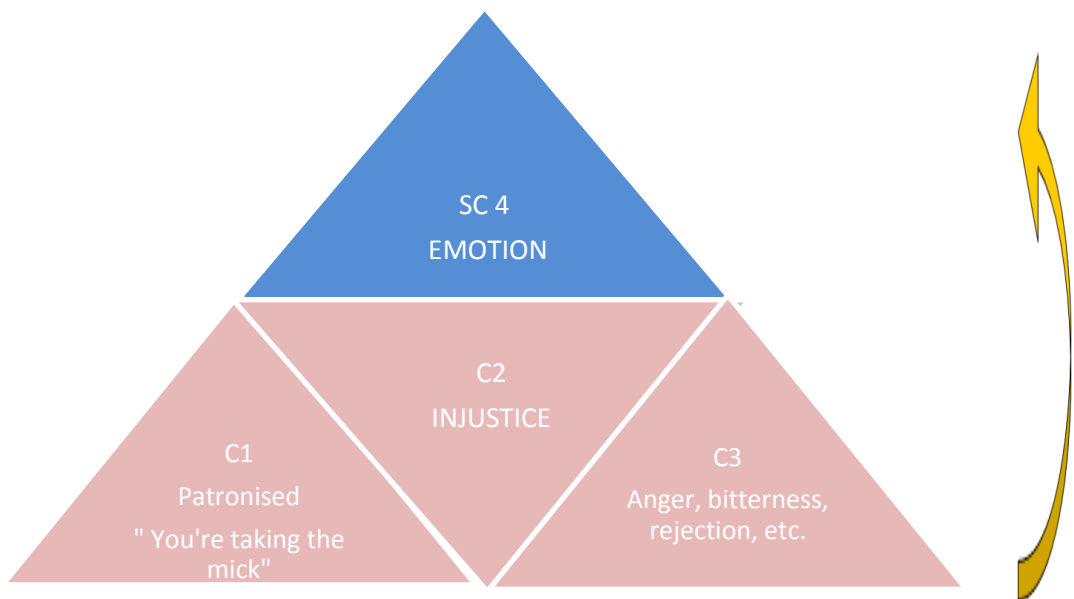 SC 4
EMOTION
C2
INJUSTICE
C1
Patronised
" You're taking the
mick"
C3
Anger, bitterness,
rejection, etc.